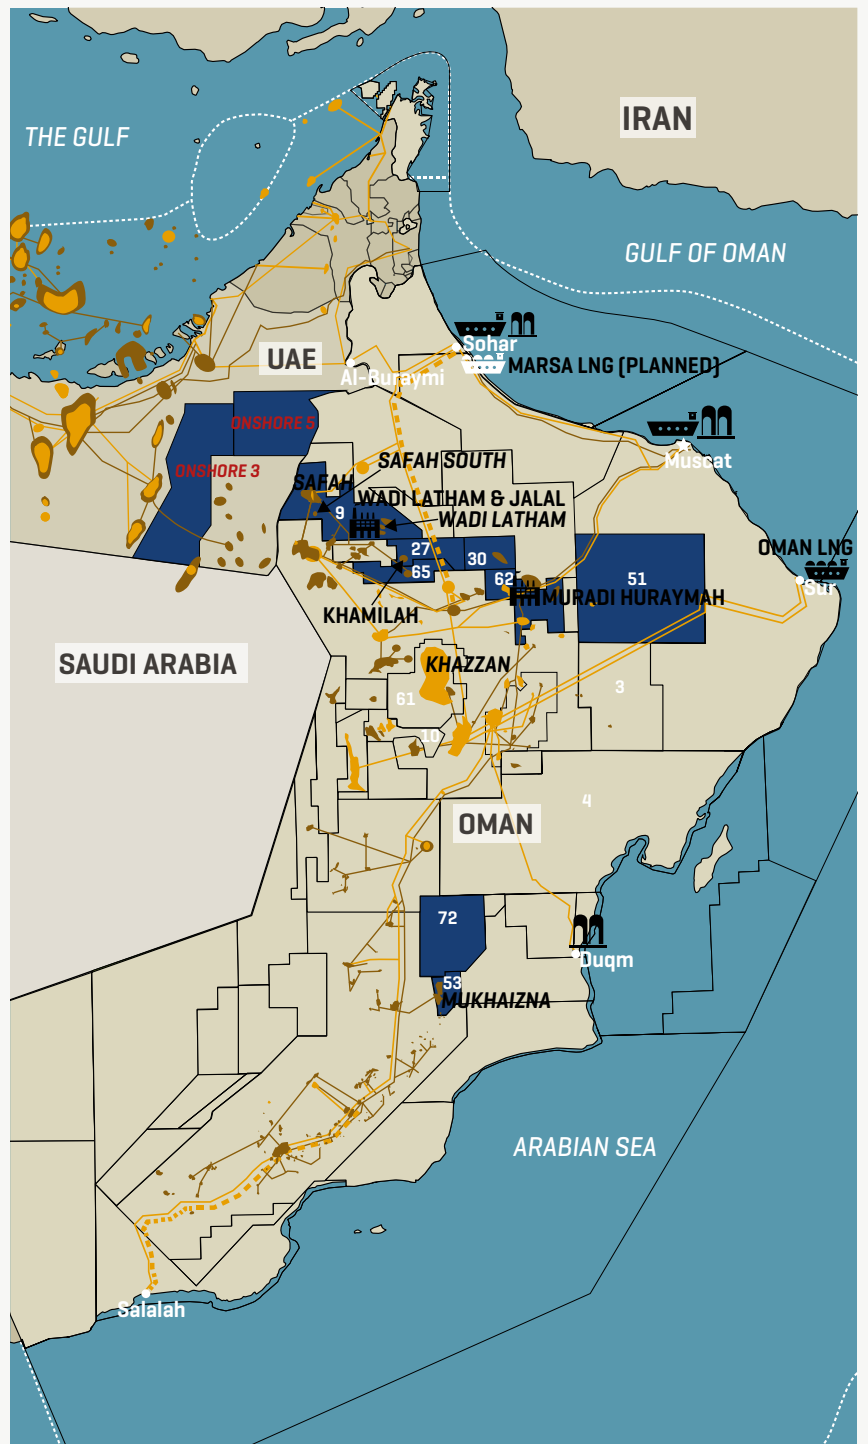 IRAN
THE GULF
GULF OF OMAN
Sohar
UAE
MARSA LNG (PLANNED)
Al-Buraymi
ONSHORE 5
Muscat
ONSHORE 3
SAFAH SOUTH
SAFAH
WADI LATHAM & JALAL
9
WADI LATHAM
27
30
OMAN LNG
65
62
51
Sur
MURADI HURAYMAH
KHAMILAH
SAUDI ARABIA
KHAZZAN
61
3
10
4
OMAN
72
Duqm
53
MUKHAIZNA
ARABIAN SEA
Salalah